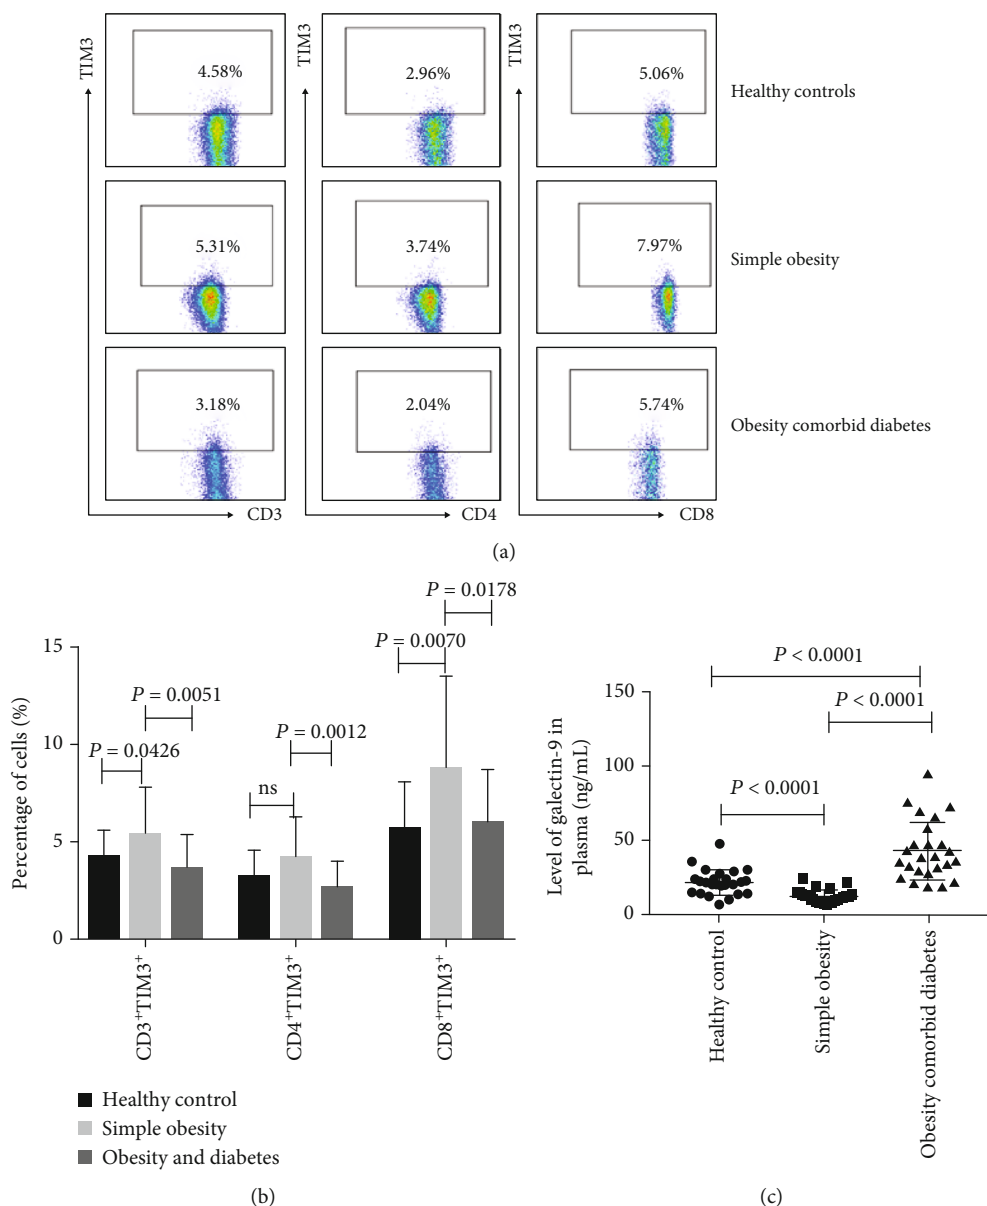 TIM3
TIM3
TIM3
4.58%
2.96%
5.06%
Healthy controls
5.31%
3.74%
7.97%
Simple obesity
3.18%
2.04%
5.74%
Obesity comorbid diabetes
CD3
CD4
CD8
(a)
Percentage of cells (%)
15
10
5
0
P = 0.0426
P = 0.0051
ns
P = 0.0012
P = 0.0070
P = 0.0178
CD3+TIM3+
CD4+TIM3+
CD8+TIM3+
Healthy control
Simple obesity
Obesity and diabetes
(b)
Level of galectin-9 in
plasma (ng/mL)
150
100
50
0
P < 0.0001
P < 0.0001
P < 0.0001
Healthy control
Simple obesity
Obesity comorbid diabetes
(c)